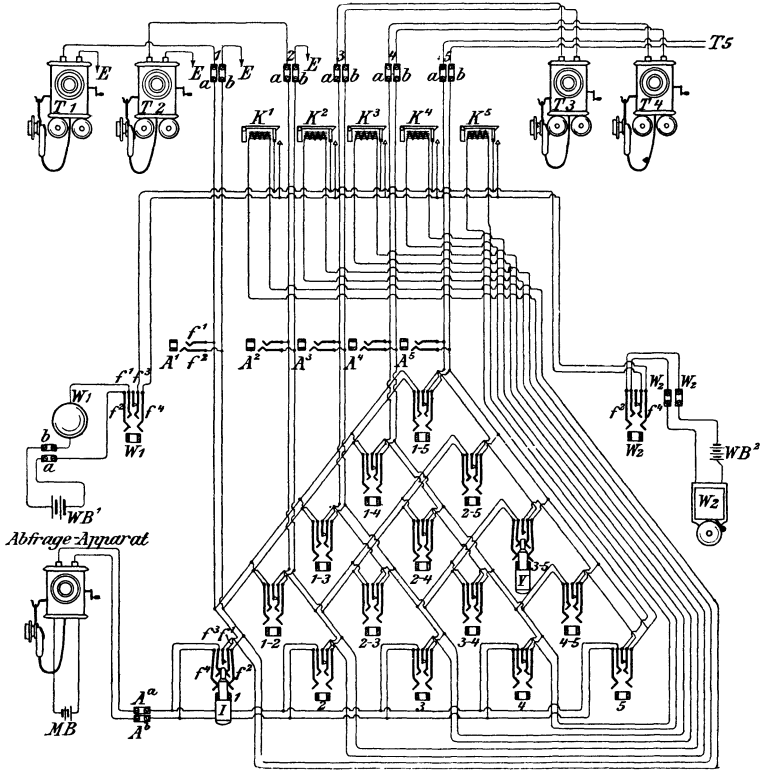 1 2 3 4 5
T5
E E E
a b a b a b a b a b
T1 T2 T3 T4
K¹ K² K³ K⁴ K⁵
f¹
A¹ f² A² A³ A⁴ A⁵
f¹ f³ W1 f² f⁴
W1
b
a
WB¹
W2 W2
f² f⁴
W2
WB²
W2
1-5
1-4 2-5
1-3 2-4 3-5
V
1-2 2-3 3-4 4-5
Abfrage-Apparat
f³ f¹
f⁴ f²
1 2 3 4 5
I
Aᵃ
Aᵇ
MB